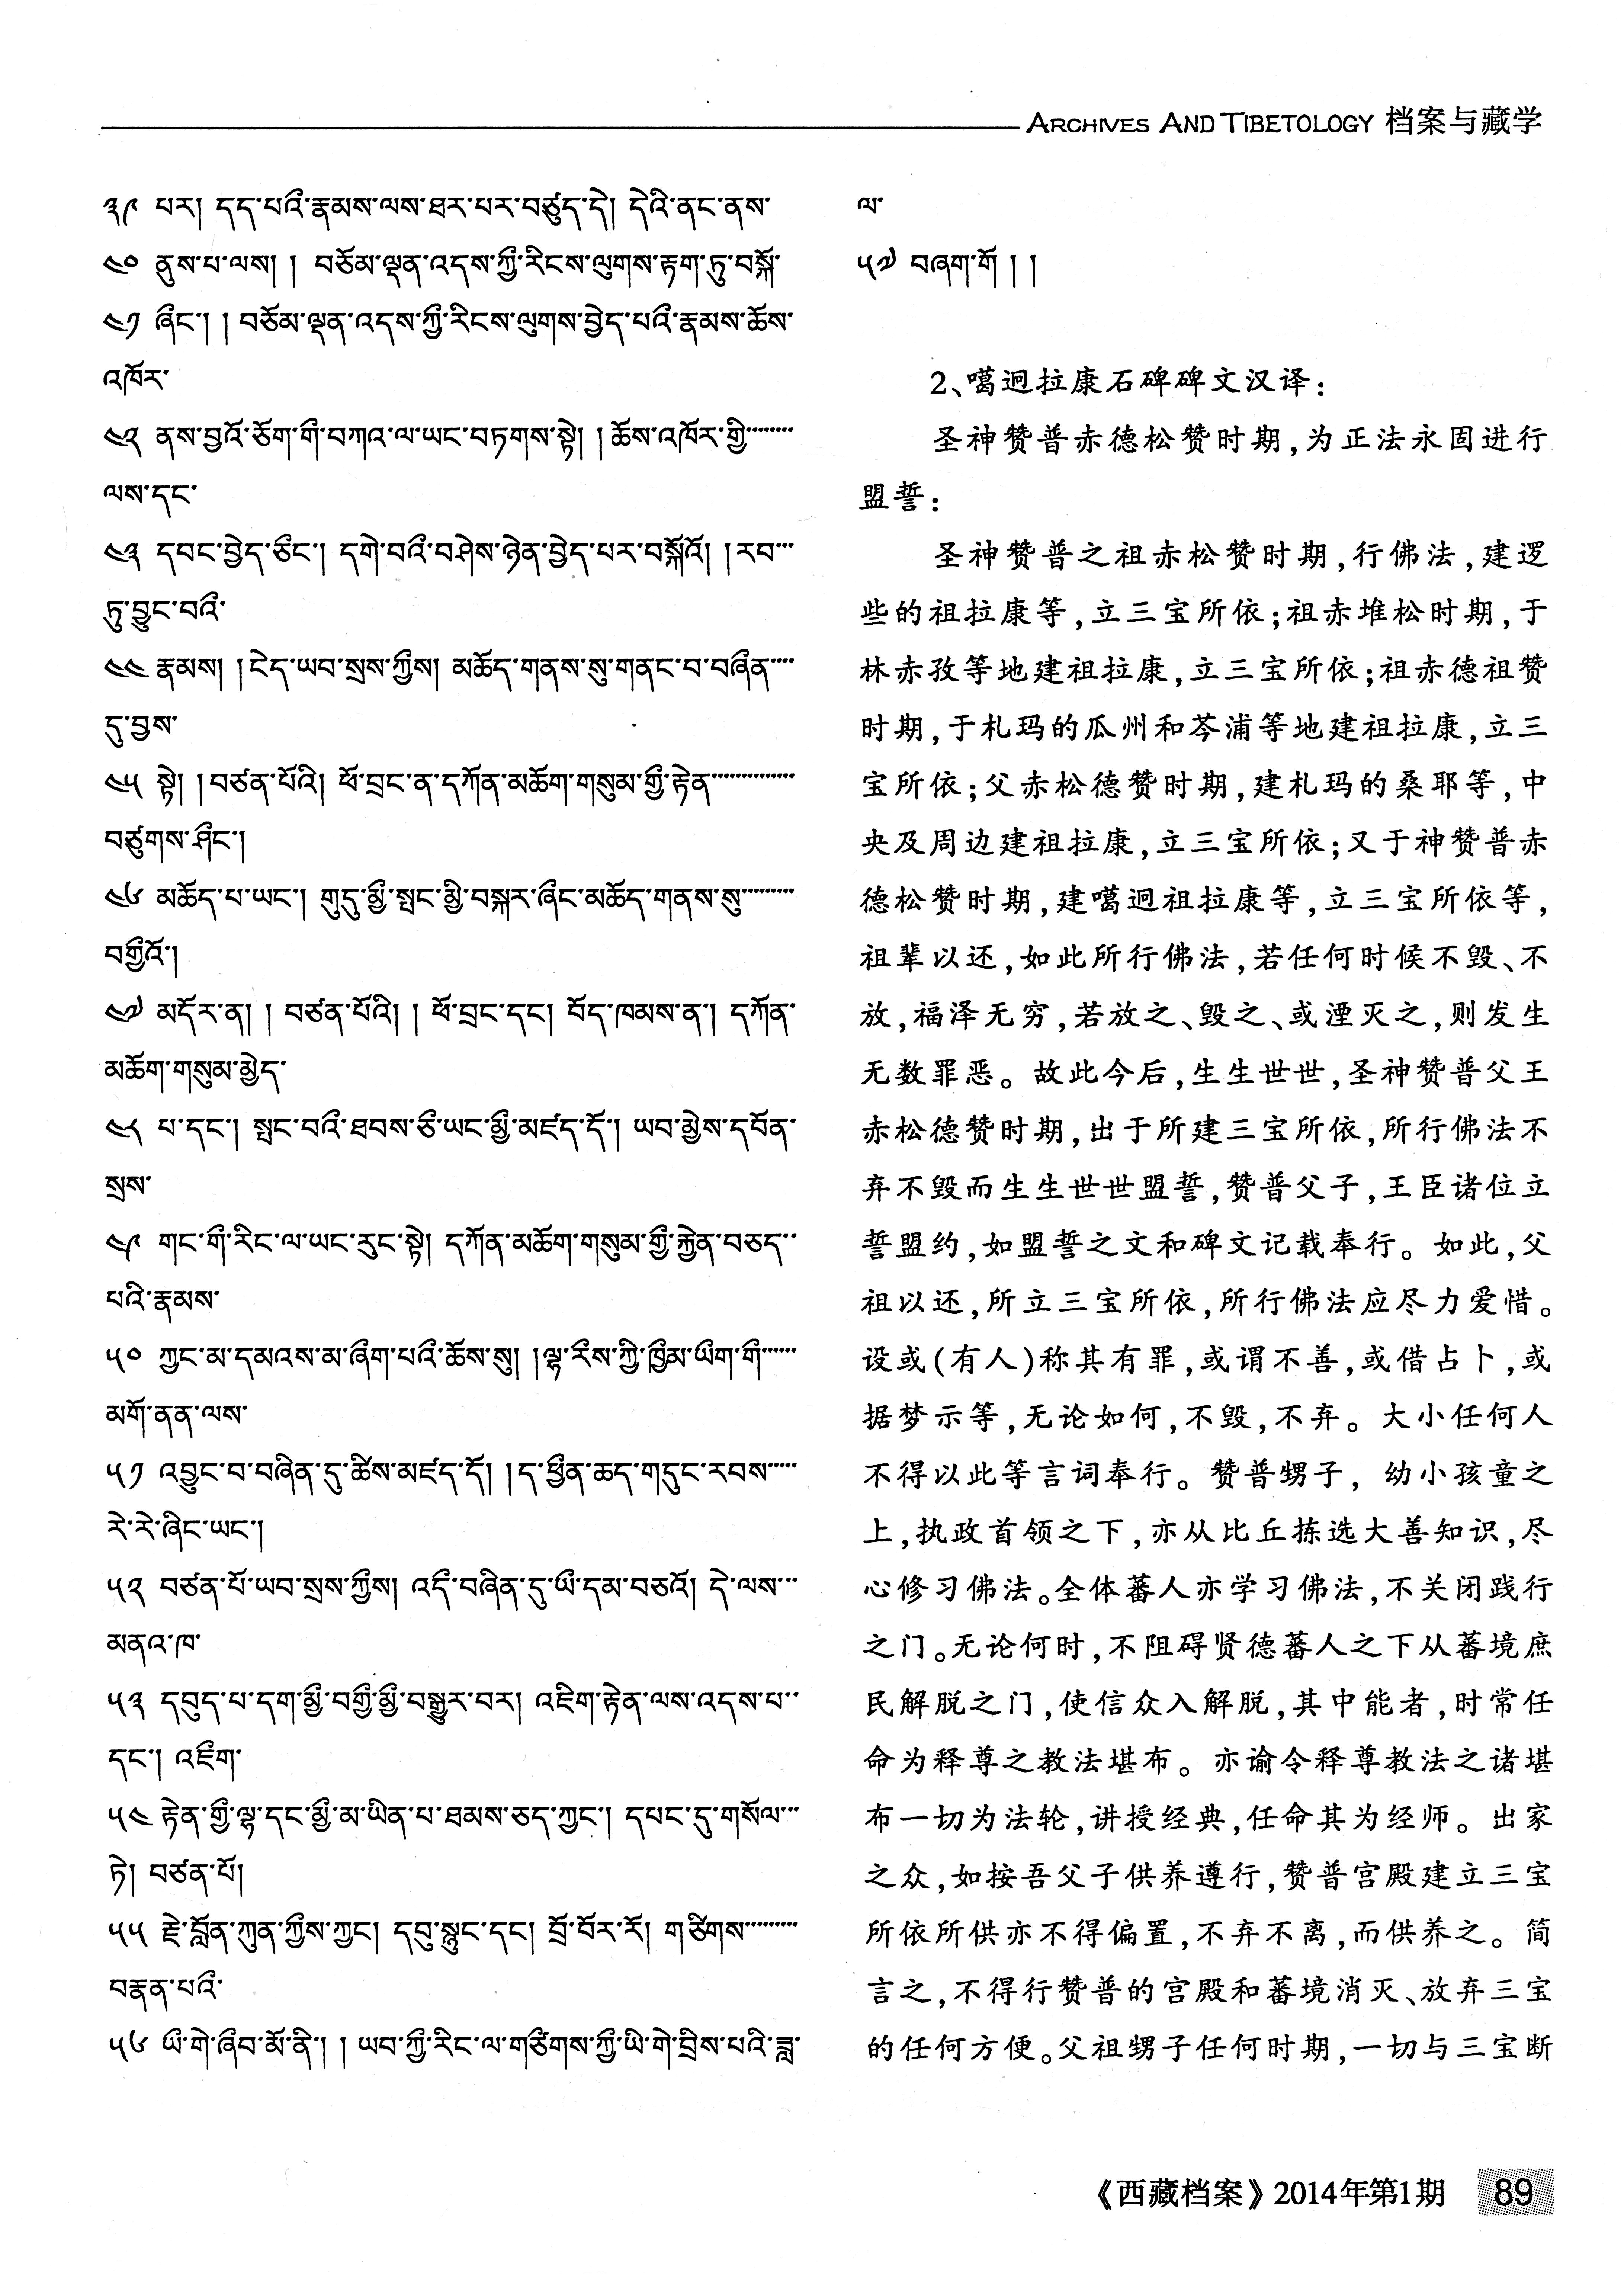 ARCHIVES AND TIBETOLOGY 档案与藏学
༣༩ པར། དད་པའྀ་རྣམས་ལས་ཐར་པར་བཙུད་དེ། དེའི་ནང་ནས་
༤༠ ནུས་པ་ལས། ། བཅོམ་ལྡན་འདས་ཀྱྀ་རིངས་ལུགས་རྟག་ཏུ་བསྐོ་
༤༡ ཞྀང་། ། བཅོམ་ལྡན་འདས་ཀྱྀ་རིངས་ལུགས་བྱེད་པའྀ་རྣམས་ཆོས་
འཁོར་
༤༢ ནས་བྱའོ་ཅོག་གྀ་བཀའ་ལ་ཡང་བཏགས་སྟེ། །ཆོས་འཁོར་གྱི་········
ལས་དང་
༤༣ དབང་བྱེད་ཅྀང་། དགེ་བའྀ་བཤེས་ཉེན་བྱེད་པར་བསྐོའོ། །རབ་···
ཏུ་བྱུང་བའྀ་
༤༤ རྣམས། །ངེད་ཡབ་སྲས་ཀྱྀས། མཆོད་གནས་སུ་གནང་བ་བཞྀན་····
དུ་བྱས་
༤༥ སྟེ། །བཙན་པོའི། ཕོ་བྲང་ན་དཀོན་མཆོག་གསུམ་གྱྀ་རྟེན་··············
བཙུགས་ཤྀང་།
༤༦ མཆོད་པ་ཡང་། གུདུ་མྱྀ་སྤང་མྱི་བསྐར་ཞྀང་མཆོད་གནས་སུ་·········
བགྱྀའོ་།
༤༧ མདོར་ན། ། བཙན་པོའི། ། ཕོ་བྲང་དང། བོད་ཁམས་ན་། དཀོན་
མཆོག་གསུམ་མྱེད་
༤༨ པ་དང་། སྤང་བའྀ་ཐབས་ཅྀ་ཡང་མྱྀ་མཛད་དོ་། ཡབ་མྱེས་དབོན་
སྲས་
༤༩ གང་གྀ་རིང་ལ་ཡང་རུང་སྟེ། དཀོན་མཆོག་གསུམ་གྱྀ་རྐྱེན་བཅད་··
པའི་རྣམས་
༥༠ ཀྱང་མ་དམའས་མ་ཞྀག་པའྀ་ཆོས་སུ། །ལྷ་རྀས་ཀྱི་ཁྲྀམ་ཡྀག་གྀ་·····
མགོ་ནན་ལས་
༥༡ འབྱུང་བ་བཞིན་དུ་ཚྀས་མཛད་དོ། །ད་ཕྱྀན་ཆད་གདུང་རབས་·····
རེ་རེ་ཞིང་ཡང་།
༥༢ བཙན་པོ་ཡབ་སྲས་ཀྱྀས། འདྀ་བཞིན་དུ་ཡྀ་དམ་བཅའོ། དེ་ལས་···
མནའ་ཁ་
༥༣ དབུད་པ་དག་མྱྀ་བགྱྀ་མྱྀ་བསྒྱུར་བར། འཇིག་རྟེན་ལས་འདས་པ་··
དང་། འཇྀག་
༥༤ རྟེན་གྱྀ་ལྷ་དང་མྱྀ་མ་ཡིན་པ་ཐམས་ཅད་ཀྱང་། དཔང་དུ་གསོལ་···
ཏེ། བཙན་པོ།
༥༥ རྗེ་བློན་ཀུན་ཀྱྀས་ཀྱང། དབུ་སྙུང་དང། བྲོ་བོར་རོ། གཙིགས་·········
བརྣན་པའྀ་
༥༦ ཡྀ་གེ་ཞྀབ་མོ་ནི་། ། ཡབ་ཀྱྀ་རིང་ལ་གཙྀགས་ཀྱྀ་ཡི་གེ་བྲིས་པའི་ཟླ་
ལ་
༥༧ བཞག་གོ། །
2、噶迥拉康石碑碑文汉译：
圣神赞普赤德松赞时期，为正法永固进行
盟誓：
圣神赞普之祖赤松赞时期，行佛法，建逻
些的祖拉康等，立三宝所依；祖赤堆松时期，于
林赤孜等地建祖拉康，立三宝所依；祖赤德祖赞
时期，于札玛的瓜州和芩浦等地建祖拉康，立三
宝所依；父赤松德赞时期，建札玛的桑耶等，中
央及周边建祖拉康，立三宝所依；又于神赞普赤
德松赞时期，建噶迥祖拉康等，立三宝所依等，
祖辈以还，如此所行佛法，若任何时候不毁、不
放，福泽无穷，若放之、毁之、或湮灭之，则发生
无数罪恶。故此今后，生生世世，圣神赞普父王
赤松德赞时期，出于所建三宝所依，所行佛法不
弃不毁而生生世世盟誓，赞普父子，王臣诸位立
誓盟约，如盟誓之文和碑文记载奉行。如此，父
祖以还，所立三宝所依，所行佛法应尽力爱惜。
设或(有人)称其有罪，或谓不善，或借占卜，或
据梦示等，无论如何，不毁，不弃。大小任何人
不得以此等言词奉行。赞普甥子，幼小孩童之
上，执政首领之下，亦从比丘拣选大善知识，尽
心修习佛法。全体蕃人亦学习佛法，不关闭践行
之门。无论何时，不阻碍贤德蕃人之下从蕃境庶
民解脱之门，使信众入解脱，其中能者，时常任
命为释尊之教法堪布。亦谕令释尊教法之诸堪
布一切为法轮，讲授经典，任命其为经师。出家
之众，如按吾父子供养遵行，赞普宫殿建立三宝
所依所供亦不得偏置，不弃不离，而供养之。简
言之，不得行赞普的宫殿和蕃境消灭、放弃三宝
的任何方便。父祖甥子任何时期，一切与三宝断
《西藏档案》2014年第1期 89